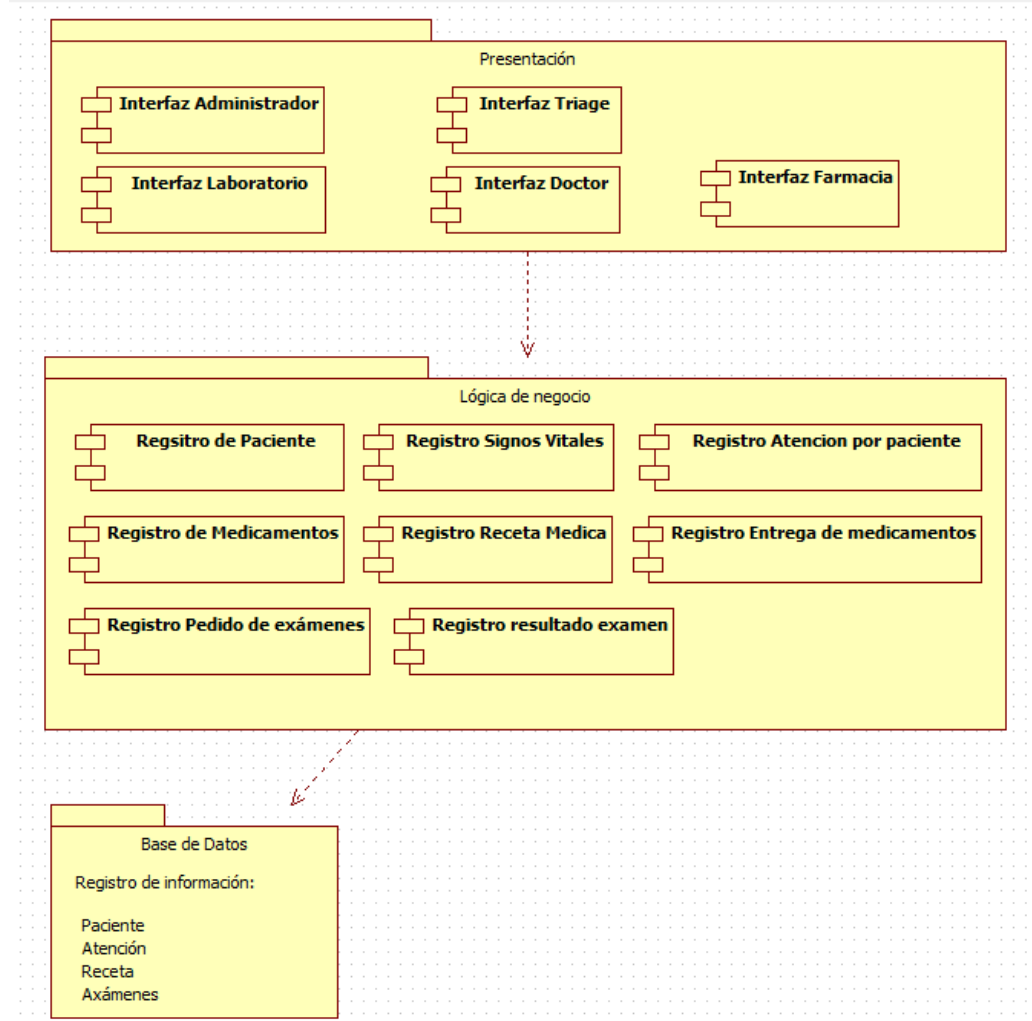 Presentación
Interfaz Administrador
Interfaz Triage
Interfaz Laboratorio
Interfaz Doctor
Interfaz Farmacia
Lógica de negocio
Regsitro de Paciente
Registro Signos Vitales
Registro Atencion por paciente
Registro de Medicamentos
Registro Receta Medica
Registro Entrega de medicamentos
Registro Pedido de exámenes
Registro resultado examen
Base de Datos
Registro de información:
Paciente
Atención
Receta
Axámenes